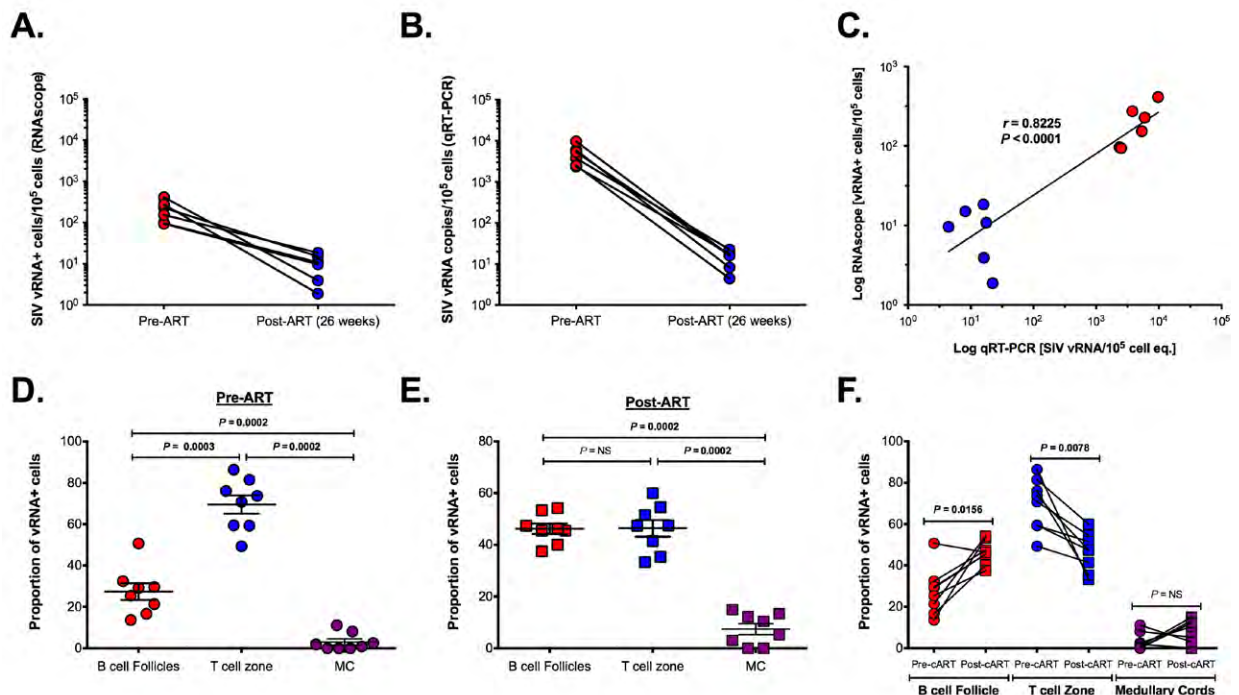 A.
SIV vRNA+ cells/10⁵ cells (RNAscope)
10⁵
10⁴
10³
10²
10¹
10⁰
Pre-ART
Post-ART (26 weeks)
B.
SIV vRNA copies/10⁵ cells (qRT-PCR)
10⁵
10⁴
10³
10²
10¹
10⁰
Pre-ART
Post-ART (26 weeks)
C.
Log RNAscope [vRNA+ cells/10⁵ cells]
10³
10²
10¹
10⁰
r = 0.8225
P <0.0001
10⁰ 10¹ 10² 10³ 10⁴ 10⁵
Log qRT-PCR [SiV vRNA/10⁵ cell eq.]
D.
Pre-ART
P = 0.0002
P = 0.0003
P = 0.0002
Proportion of vRNA+ cells
100
80
60
40
20
0
B cell Follicles T cell zone MC
E.
Post-ART
P = 0.0002
P = NS
P = 0.0002
Proportion of vRNA+ cells
80
60
40
20
0
B cell Follicles T cell zone MC
F.
Proportion of vRNA+ cells
100
80
60
40
20
0
P = 0.0078
P = 0.0156
P = NS
Pre-cART Post-cART Pre-cART Post-cART Pre-cART Post-cART
B cell Follicle T cell Zone Medullary Cords